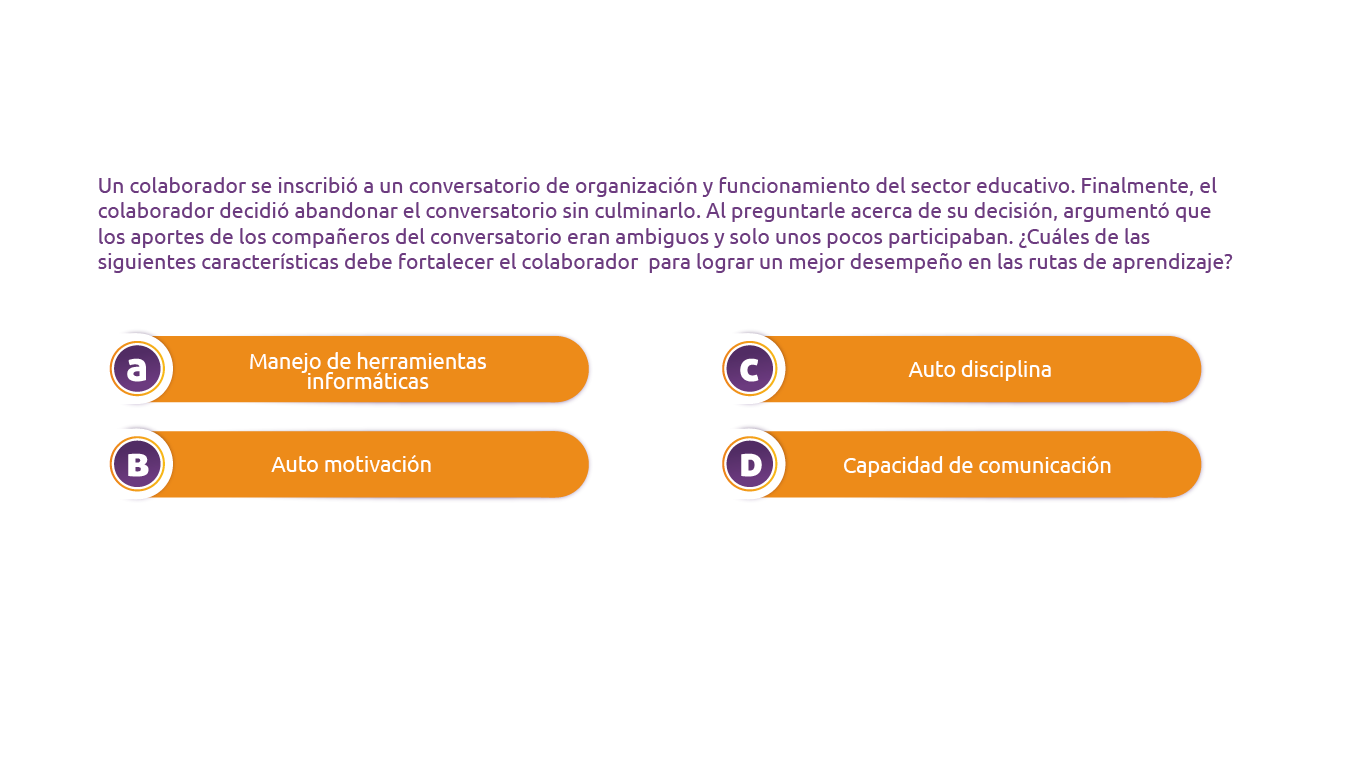 Un colaborador se inscribió a un conversatorio de organización y funcionamiento del sector educativo. Finalmente, el
colaborador decidió abandonar el conversatorio sin culminarlo. Al preguntarle acerca de su decisión, argumentó que
los aportes de los compañeros del conversatorio eran ambiguos y solo unos pocos participaban. ¿Cuáles de las
siguientes características debe fortalecer el colaborador  para lograr un mejor desempeño en las rutas de aprendizaje?
a
Manejo de herramientas
informáticas
B
Auto motivación
C
Auto disciplina
D
Capacidad de comunicación